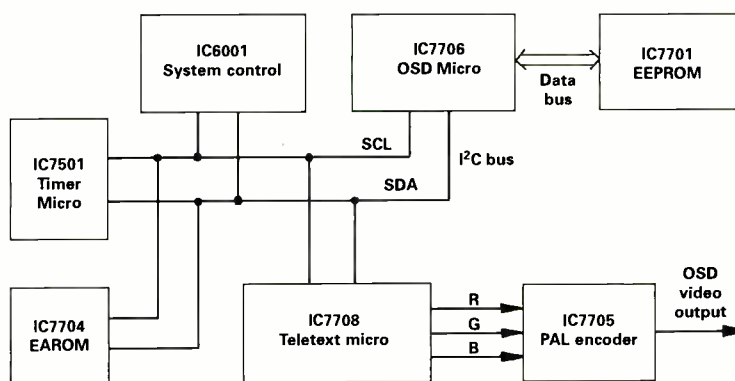 IC6001
System control
IC7706
OSD Micro
Data
bus
IC7701
EEPROM
IC7501
Timer
Micro
SCL
SDA
I²C bus
IC7704
EAROM
IC7708
Teletext micro
R
G
B
IC7705
PAL encoder
OSD
video
output